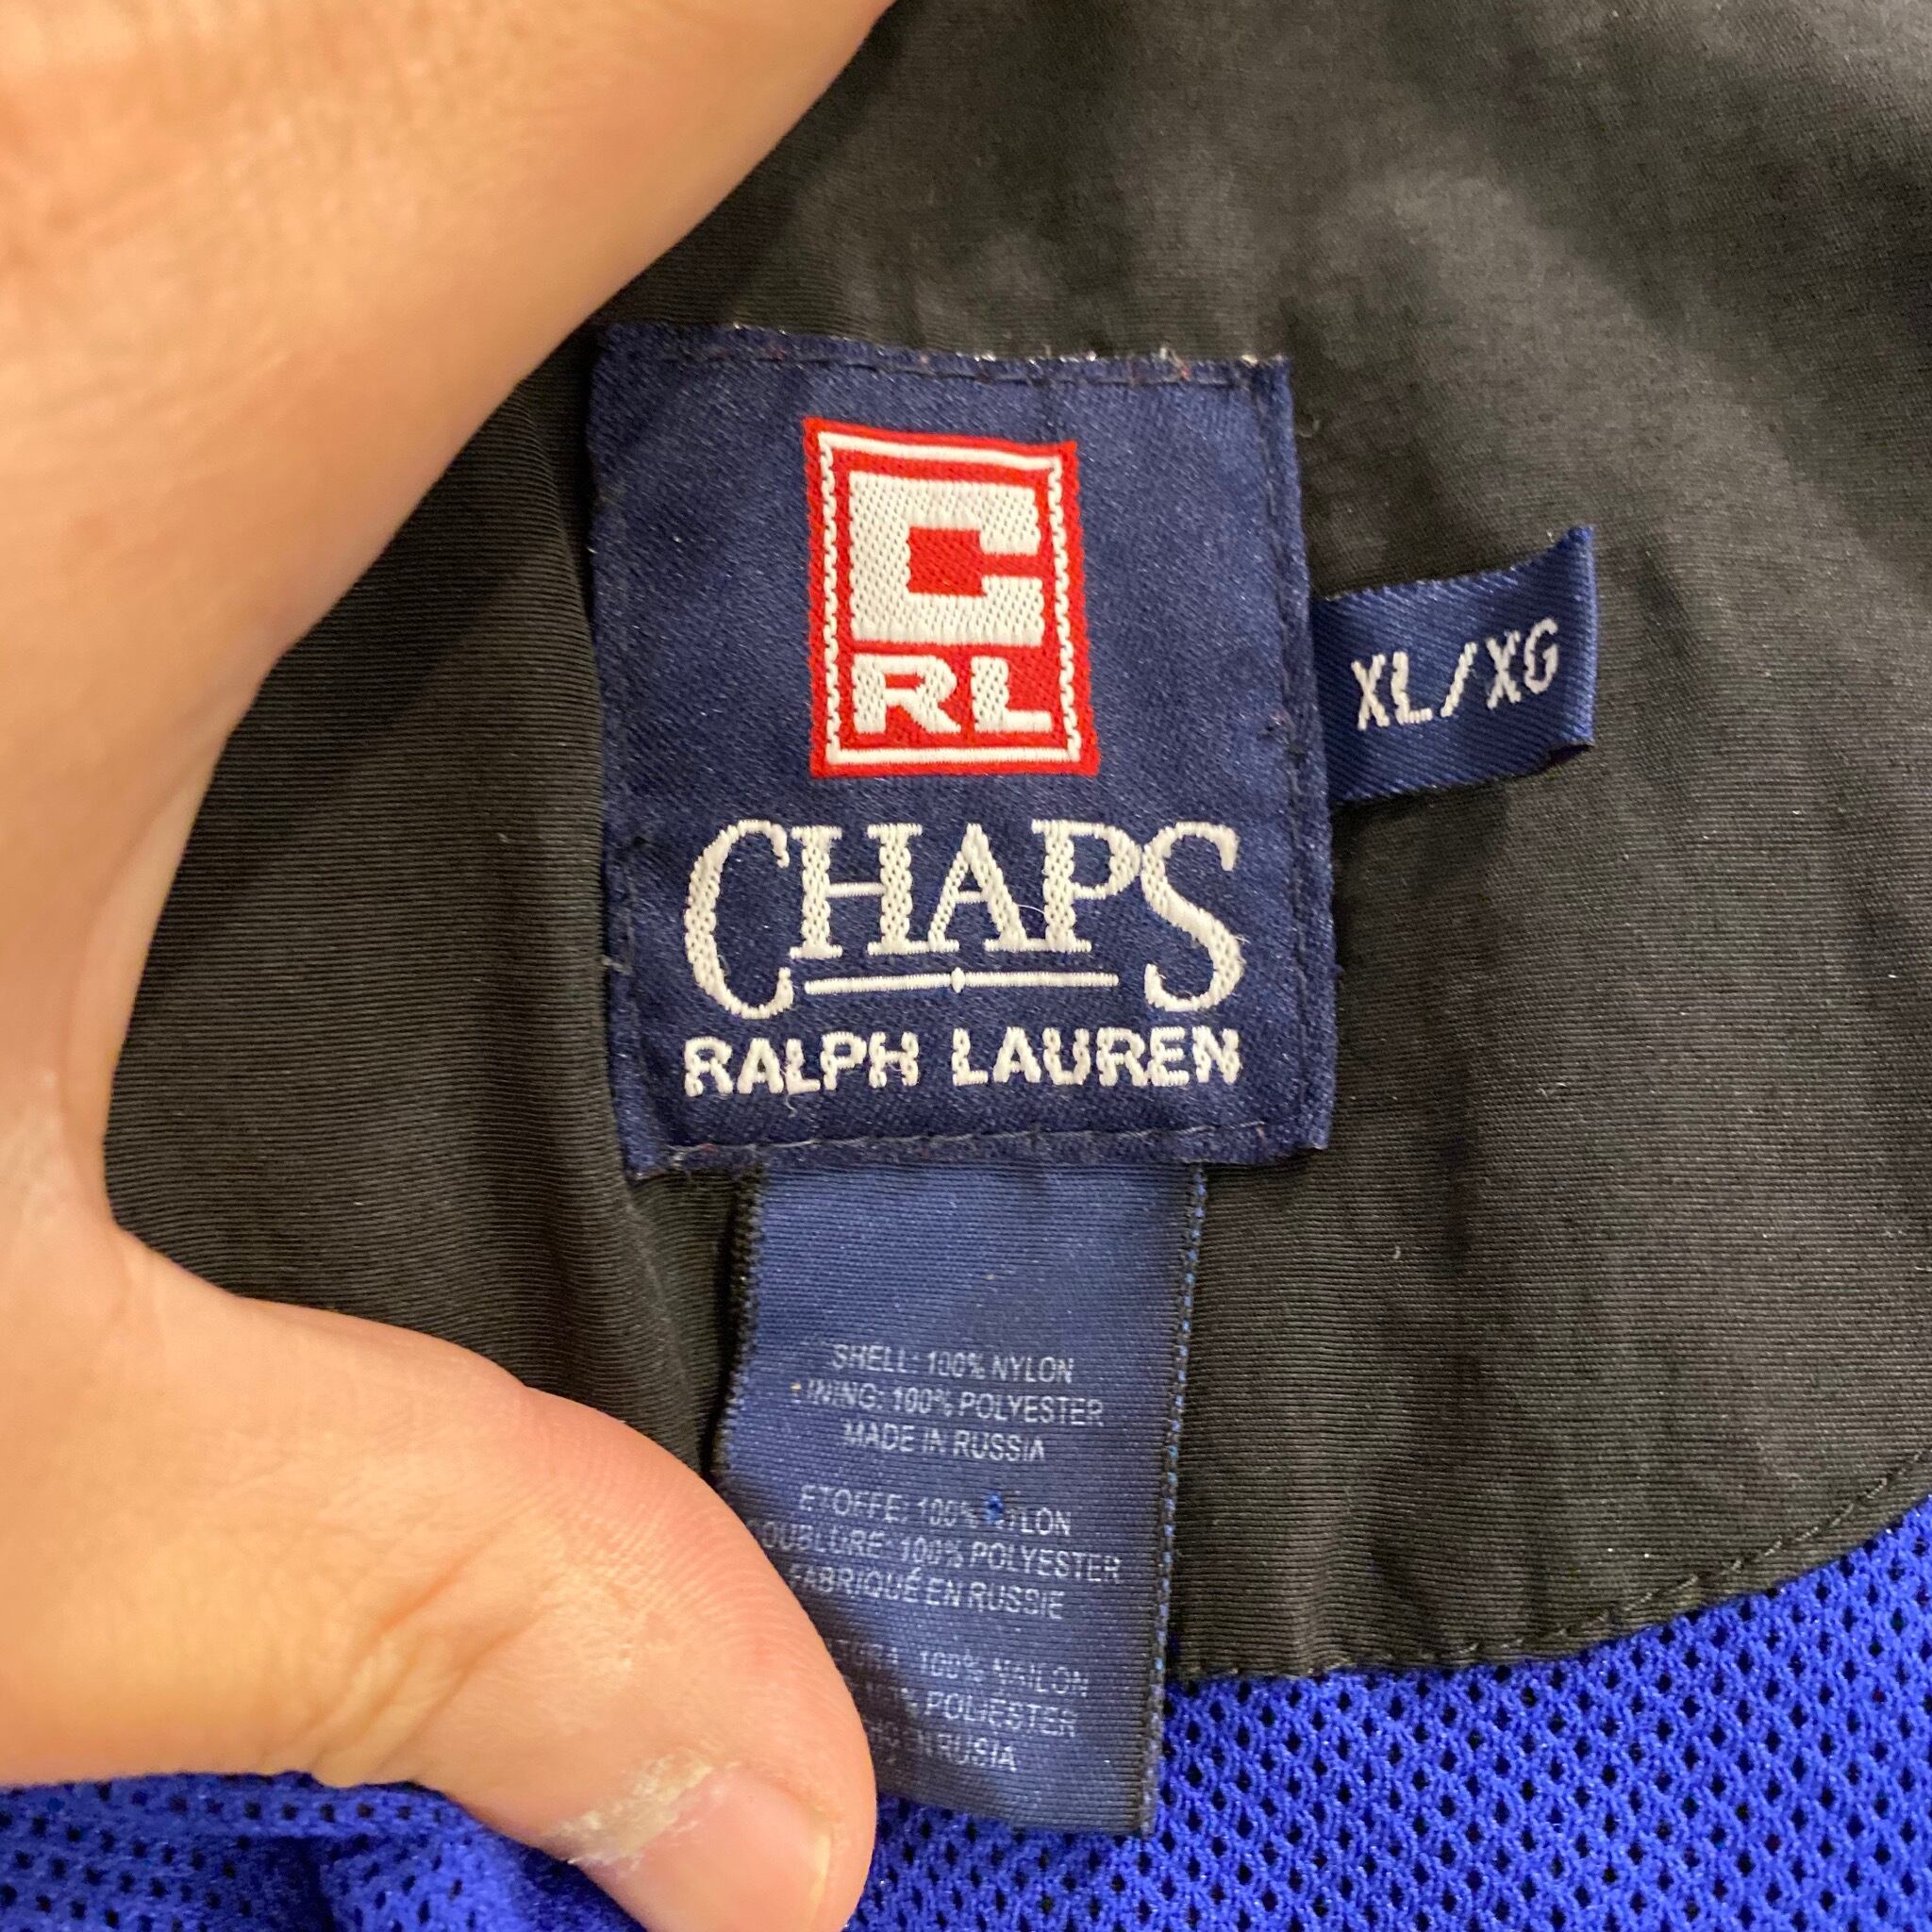 C
RL
CHAPS
RALPH LAUREN
XL/XG
SHELL: 100% NYLON
LINING: 100% POLYESTER
MADE IN RUSSIA
ETOFFE: 100% NYLON
DOUBLURE: 100% POLYESTER
FABRIQUÉ EN RUSSIE
100% NAILON
POLIESTER
RUSIA